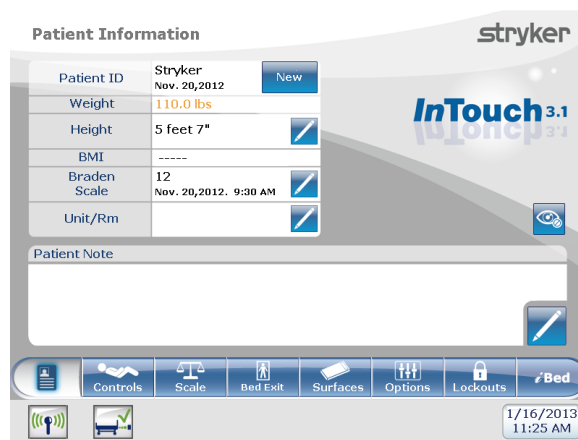 Patient Information
stryker
Patient ID
Stryker
Nov. 20,2012
New
Weight
110.0 lbs
InTouch 3.1
Height
5 feet 7"
BMI
-----
Braden
Scale
12
Nov. 20,2012. 9:30 AM
Unit/Rm
Patient Note
Controls
Scale
Bed Exit
Surfaces
Options
Lockouts
iBed
1/16/2013
11:25 AM